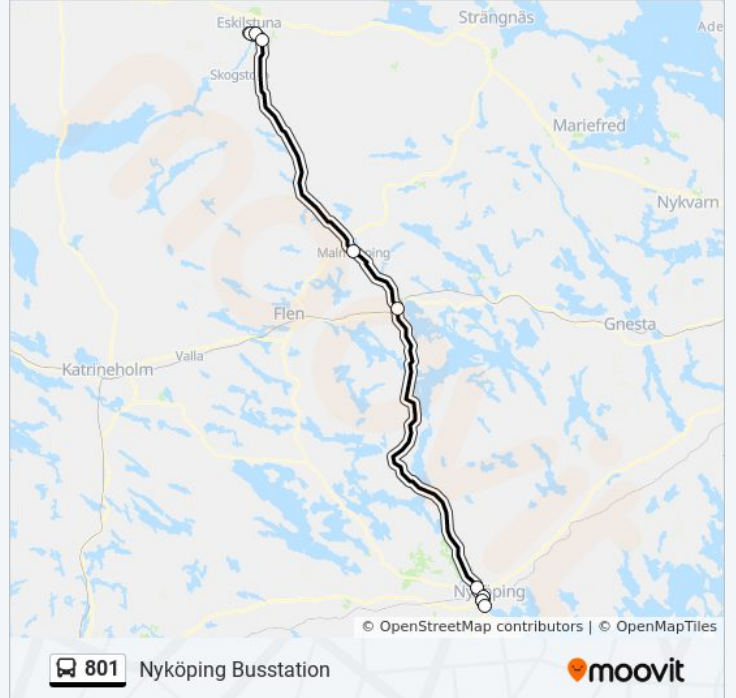 Eskilstuna
Strängnäs
Ade
Skogstorp
Mariefred
Nykvarn
Malmköping
Flen
Gnesta
Valla
Katrineholm
Nyköping
© OpenStreetMap contributors | © OpenMapTiles
801 Nyköping Busstation
moovit